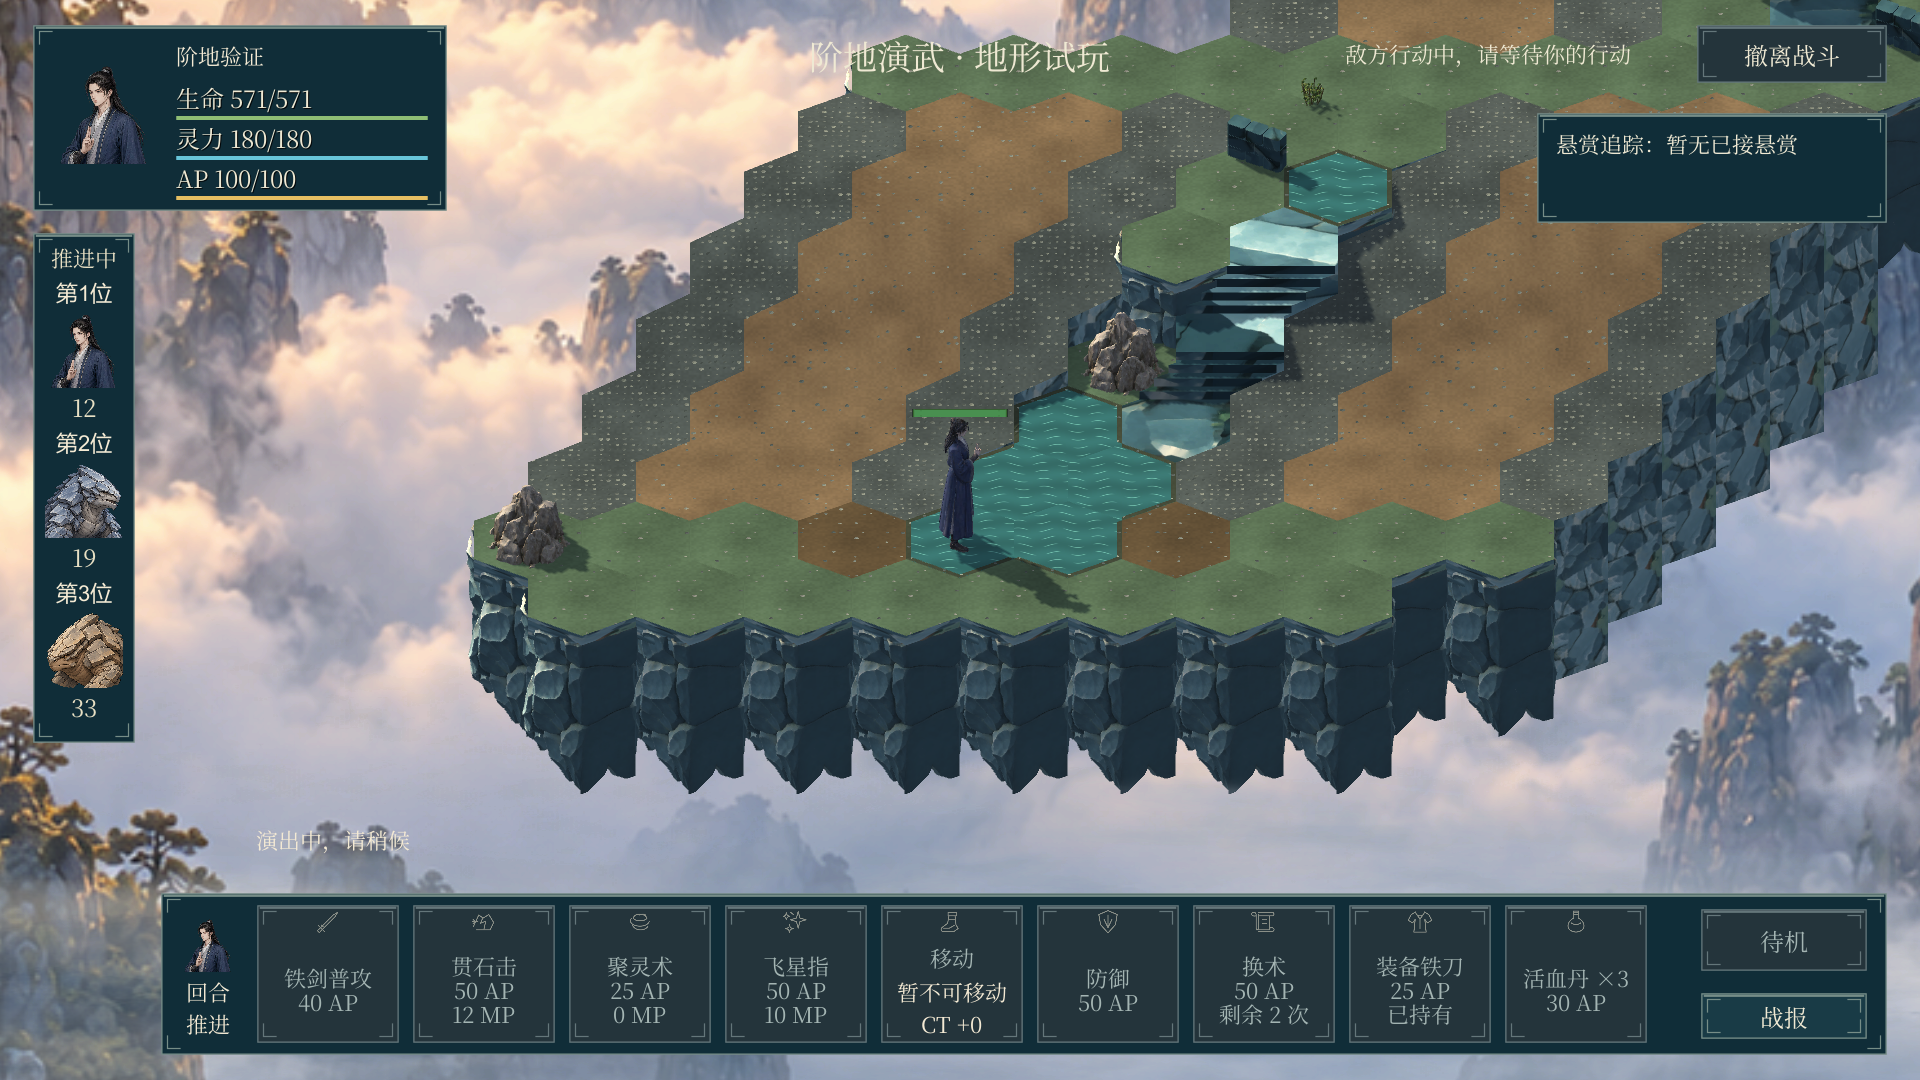 阶地验证
生命 571/571
灵力 180/180
AP 100/100
阶地演武 · 地形试玩
敌方行动中，请等待你的行动
撤离战斗
悬赏追踪：暂无已接悬赏
推进中
第1位
12
第2位
19
第3位
33
演出中，请稍候
回合
推进
铁剑普攻
40 AP
贯石击
50 AP
12 MP
聚灵术
25 AP
0 MP
飞星指
50 AP
10 MP
移动
暂不可移动
CT +0
防御
50 AP
换术
50 AP
剩余 2 次
装备铁刀
25 AP
已持有
活血丹 ×3
30 AP
待机
战报